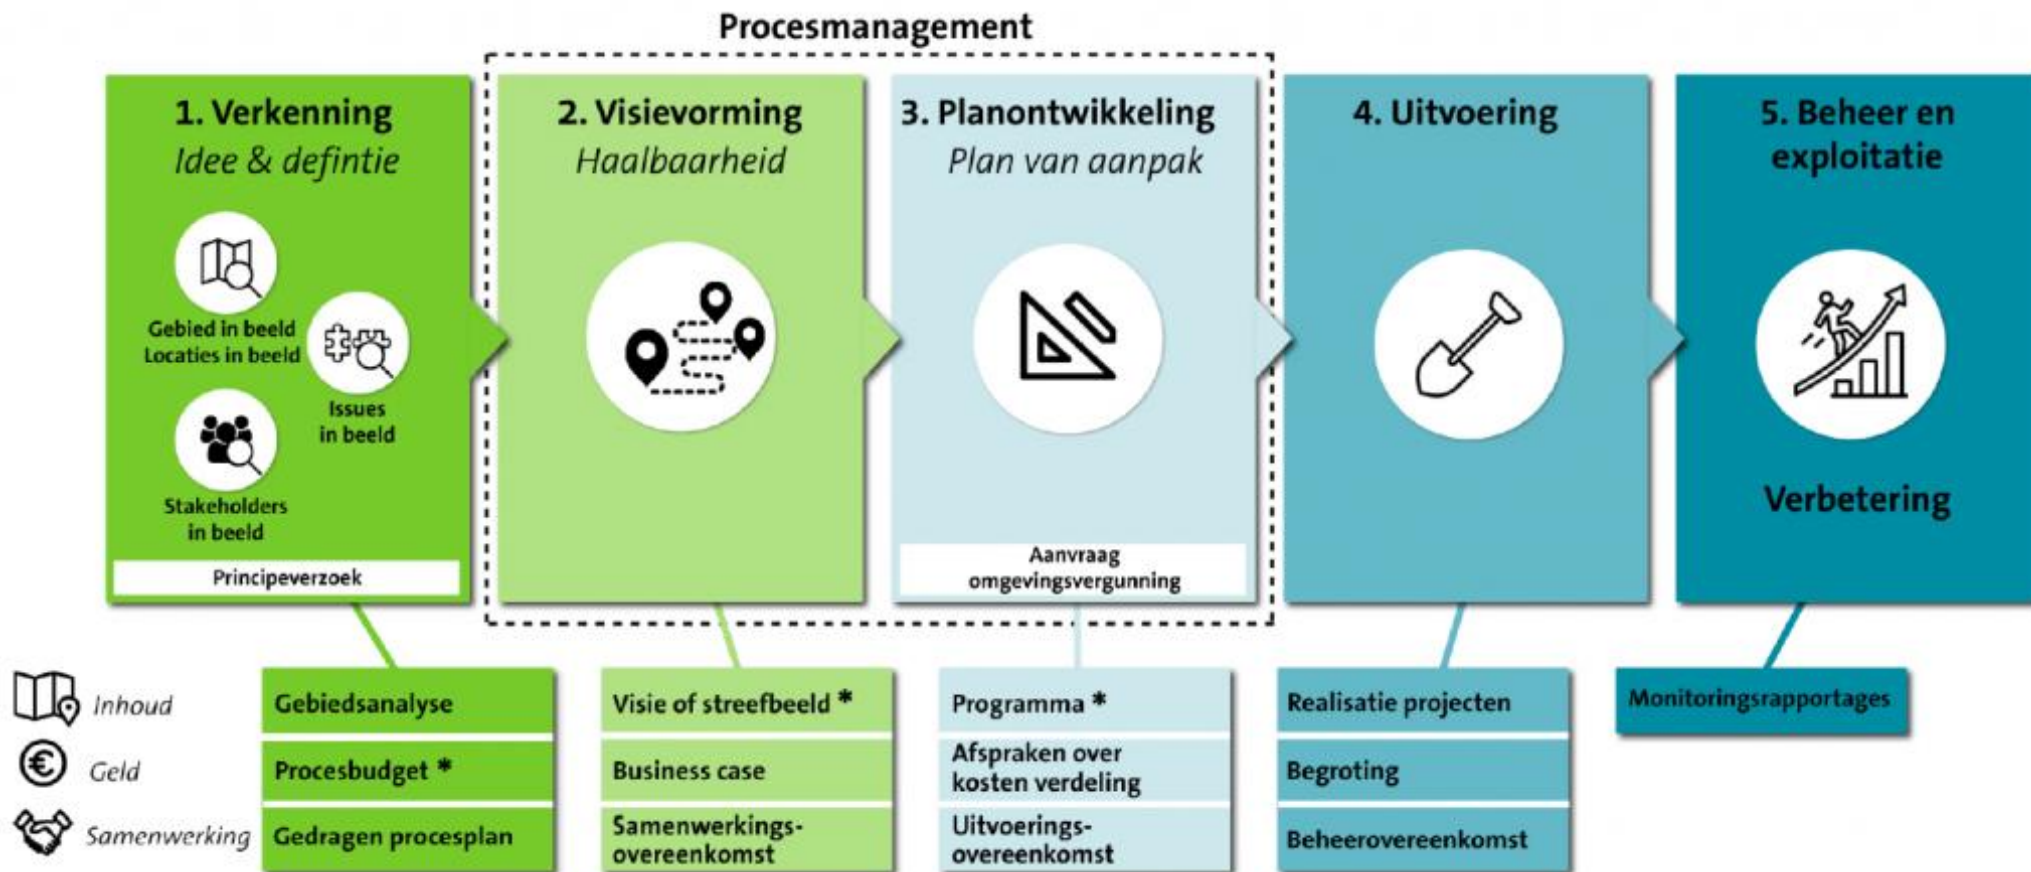 Procesmanagement
1. Verkenning
Idee & defintie
Gebied in beeld
Locaties in beeld
Issues
in beeld
Stakeholders
in beeld
Principeverzoek
2. Visievorming
Haalbaarheid
3. Planontwikkeling
Plan van aanpak
Aanvraag
omgevingsvergunning
4. Uitvoering
5. Beheer en
exploitatie
Verbetering
Inhoud
Gebiedsanalyse
Visie of streefbeeld *
Programma *
Realisatie projecten
Monitoringsrapportages
Geld
Procesbudget *
Business case
Afspraken over
kosten verdeling
Begroting
Samenwerking
Gedragen procesplan
Samenwerkings-
overeenkomst
Uitvoerings-
overeenkomst
Beheerovereenkomst